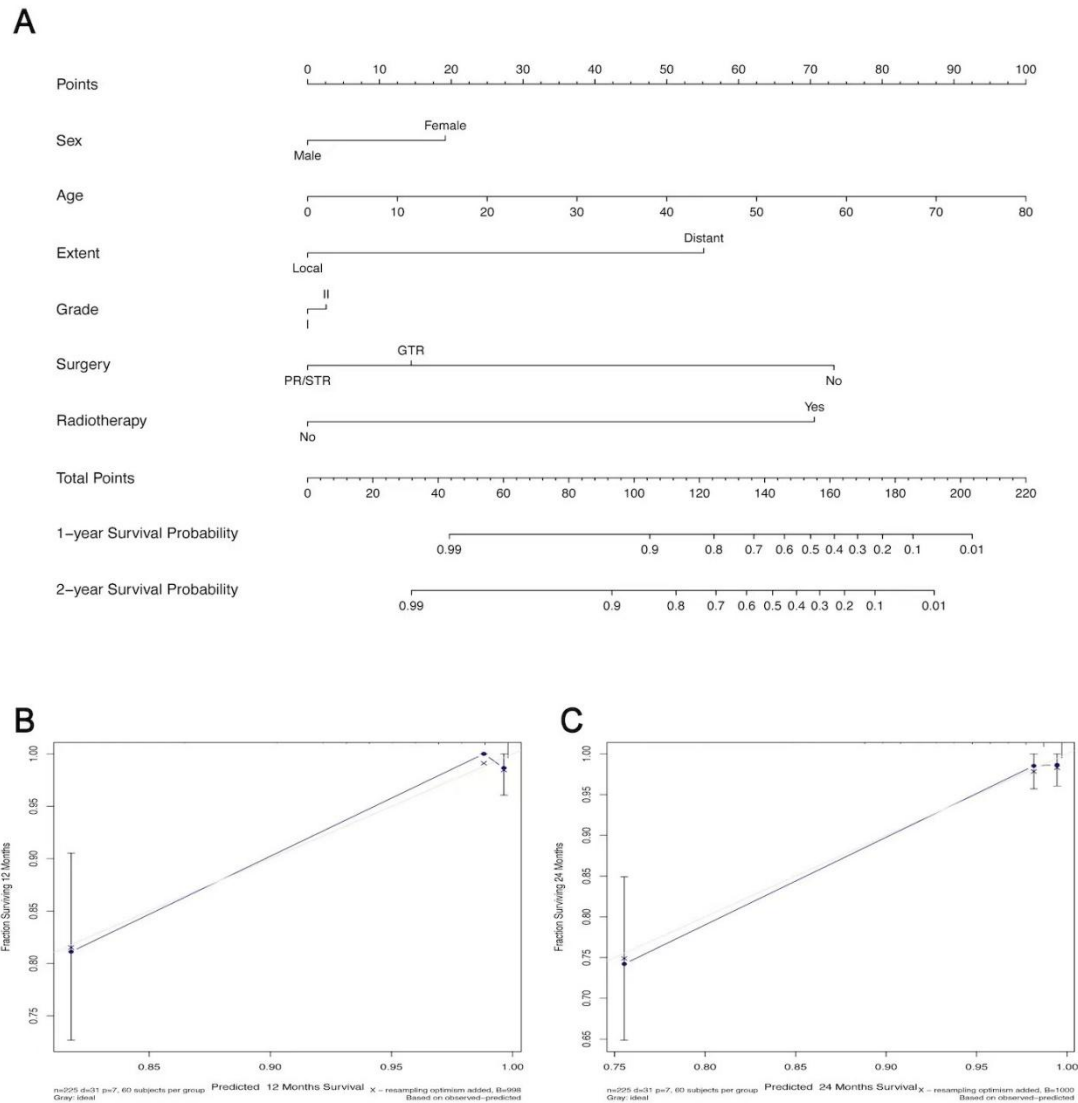 A
Points
0 10 20 30 40 50 60 70 80 90 100
Sex
Female
Male
Age
0 10 20 30 40 50 60 70 80
Extent
Distant
Local
Grade
II
I
Surgery
GTR
PR/STR No
Radiotherapy
Yes
No
Total Points
0 20 40 60 80 100 120 140 160 180 200 220
1−year Survival Probability
0.99 0.9 0.8 0.7 0.6 0.5 0.4 0.3 0.2 0.1 0.01
2−year Survival Probability
0.99 0.9 0.8 0.7 0.6 0.5 0.4 0.3 0.2 0.1 0.01
B
Fraction Surviving 12 Months
1.00
0.95
0.90
0.85
0.80
0.75
0.85 0.90 0.95 1.00
n=225 d=31 p=7, 60 subjects per group
Gray: ideal
Predicted 12 Months Survival
X − resampling optimism added, B=998
Based on observed−predicted
C
Fraction Surviving 24 Months
1.00
0.95
0.90
0.85
0.80
0.75
0.70
0.65
0.75 0.80 0.85 0.90 0.95 1.00
n=225 d=31 p=7, 60 subjects per group
Gray: ideal
Predicted 24 Months Survival
X − resampling optimism added, B=1000
Based on observed−predicted